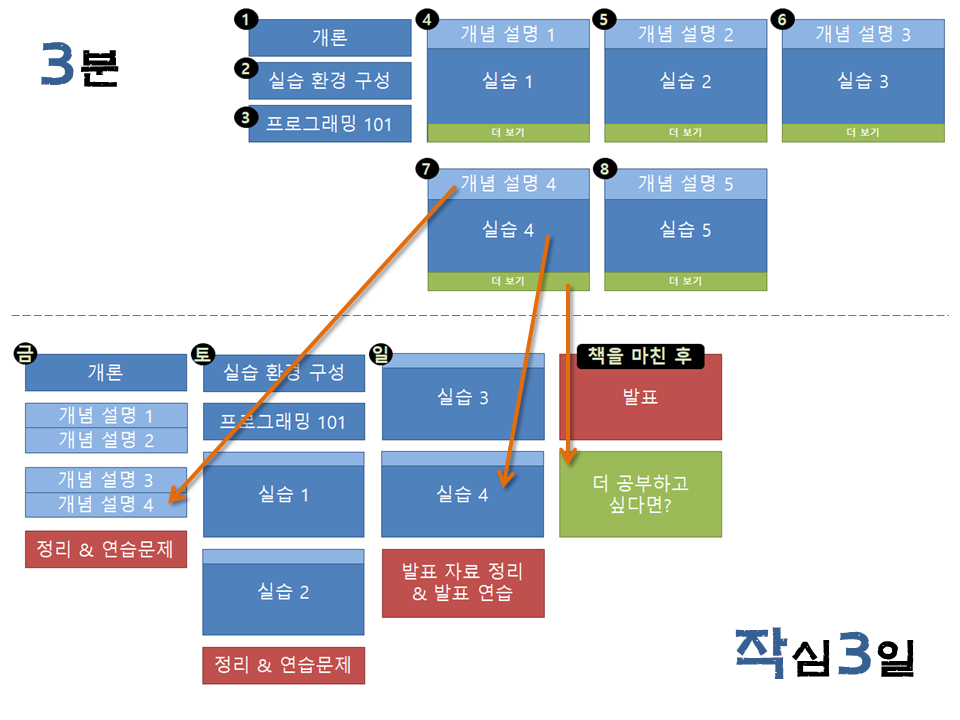 3분
1
개론
2
실습 환경 구성
3
프로그래밍 101
4
개념 설명 1
실습 1
더 보기
5
개념 설명 2
실습 2
더 보기
6
개념 설명 3
실습 3
더 보기
7
개념 설명 4
실습 4
더 보기
8
개념 설명 5
실습 5
더 보기
금
개론
개념 설명 1
개념 설명 2
개념 설명 3
개념 설명 4
정리 & 연습문제
토
실습 환경 구성
프로그래밍 101
실습 1
실습 2
정리 & 연습문제
일
실습 3
실습 4
발표 자료 정리
& 발표 연습
책을 마친 후
발표
더 공부하고
싶다면?
작심3일